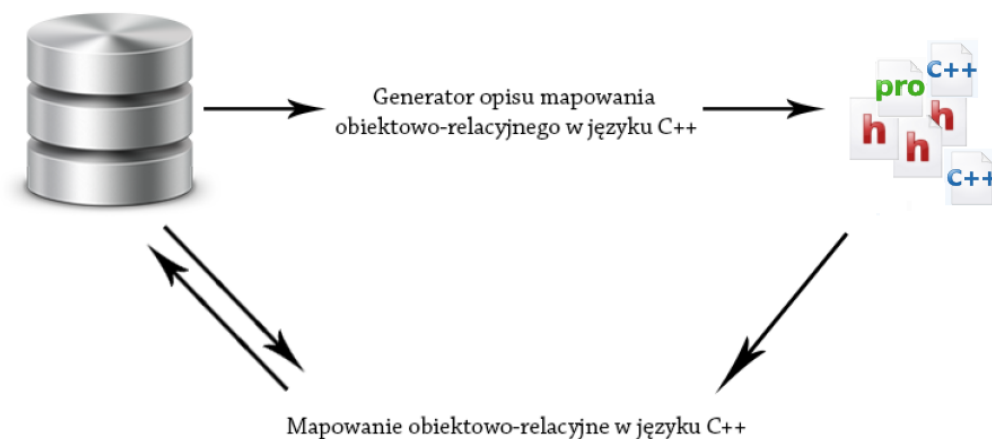 Generator opisu mapowania
obiektowo-relacyjnego w języku C++
pro
C++
h
h
h
C++
Mapowanie obiektowo-relacyjne w języku C++